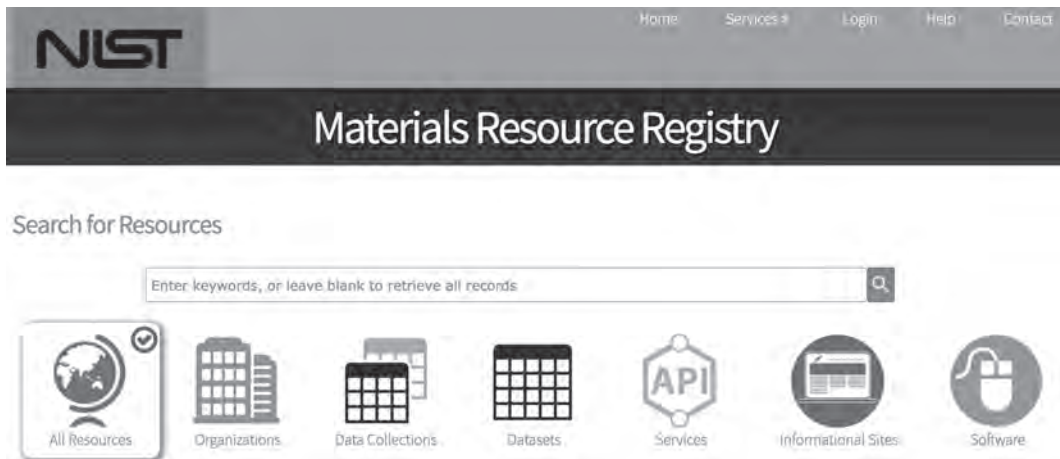 NIST
Home Services Login Help Contact
Materials Resource Registry
Search for Resources
Enter keywords, or leave blank to retrieve all records
API
All Resources Organizations Data Collections Datasets Services Informational Sites Software